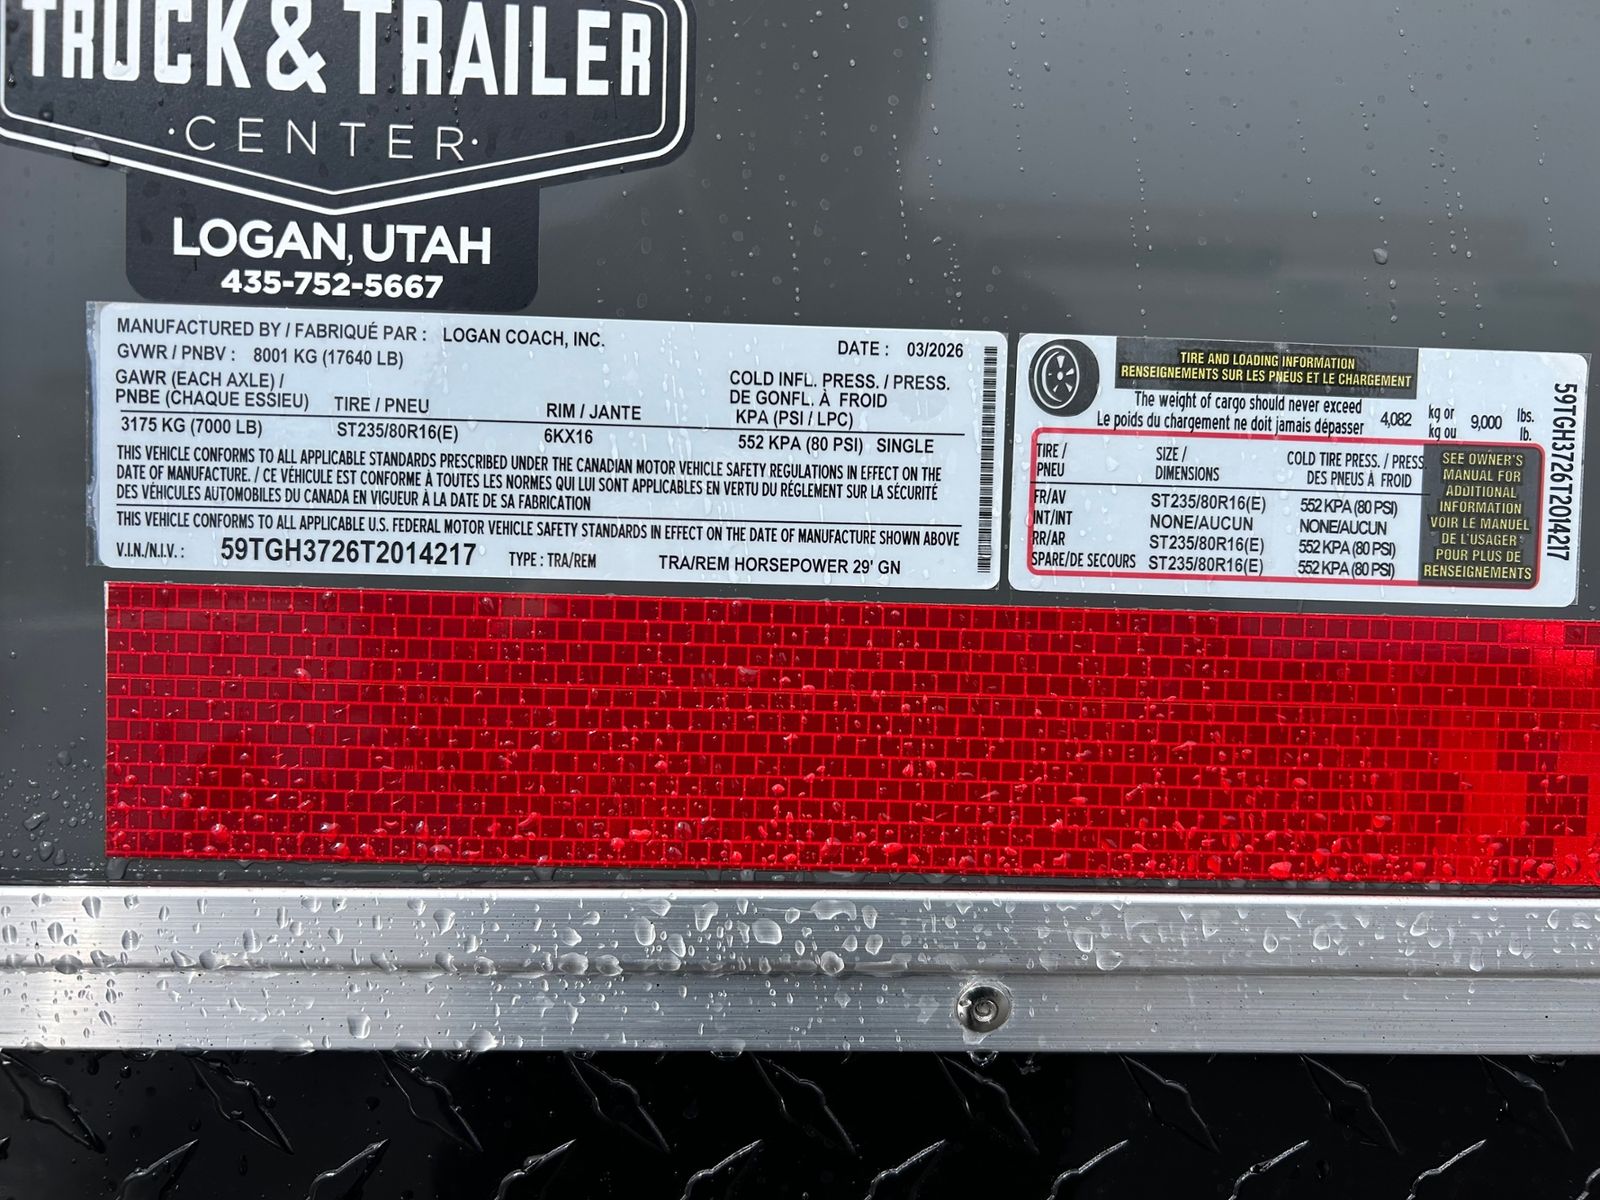 TRUCK & TRAILER
·CENTER·
LOGAN, UTAH
435-752-5667
MANUFACTURED BY / FABRIQUÉ PAR : LOGAN COACH, INC.
GVWR / PNBV : 8001 KG (17640 LB) DATE : 03/2026
GAWR (EACH AXLE) /
PNBE (CHAQUE ESSIEU) TIRE / PNEU RIM / JANTE
COLD INFL. PRESS. / PRESS.
DE GONFL. À FROID
KPA (PSI / LPC)
3175 KG (7000 LB) ST235/80R16(E) 6KX16 552 KPA (80 PSI) SINGLE
THIS VEHICLE CONFORMS TO ALL APPLICABLE STANDARDS PRESCRIBED UNDER THE CANADIAN MOTOR VEHICLE SAFETY REGULATIONS IN EFFECT ON THE
DATE OF MANUFACTURE. / CE VÉHICULE EST CONFORME À TOUTES LES NORMES QUI LUI SONT APPLICABLES EN VERTU DU RÉGLEMENT SUR LA SÉCURITÉ
DES VÉHICULES AUTOMOBILES DU CANADA EN VIGUEUR À LA DATE DE SA FABRICATION
THIS VEHICLE CONFORMS TO ALL APPLICABLE U.S. FEDERAL MOTOR VEHICLE SAFETY STANDARDS IN EFFECT ON THE DATE OF MANUFACTURE SHOWN ABOVE
V.I.N./N.I.V. : 59TGH3726T2014217 TYPE : TRA/REM TRA/REM HORSEPOWER 29' GN
TIRE AND LOADING INFORMATION
RENSEIGNEMENTS SUR LES PNEUS ET LE CHARGEMENT
The weight of cargo should never exceed
Le poids du chargement ne doit jamais dépasser
4,082 kg or 9,000 lbs.
kg ou lb.
TIRE / SIZE / COLD TIRE PRESS. / PRESS.
PNEU DIMENSIONS DES PNEUS À FROID
FR/AV ST235/80R16(E) 552 KPA (80 PSI)
INT/INT NONE/AUCUN NONE/AUCUN
RR/AR ST235/80R16(E) 552 KPA (80 PSI)
SPARE/DE SECOURS ST235/80R16(E) 552 KPA (80 PSI)
SEE OWNER'S
MANUAL FOR
ADDITIONAL
INFORMATION
VOIR LE MANUEL
DE L'USAGER
POUR PLUS DE
RENSEIGNEMENTS
59TGH3726T2014217